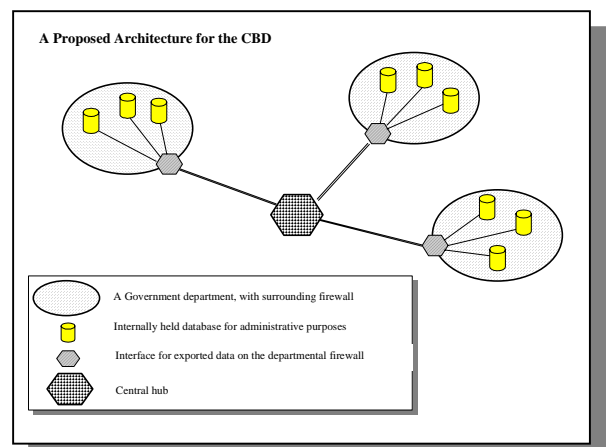 A Proposed Architecture for the CBD
A Government department, with surrounding firewall
Internally held database for administrative purposes
Interface for exported data on the departmental firewall
Central hub